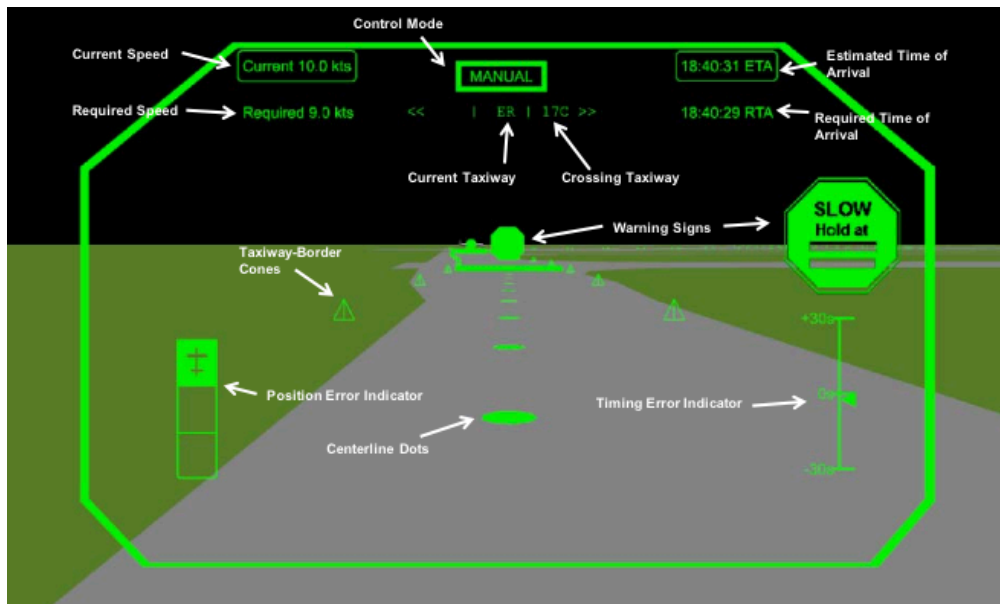 Control Mode
Current Speed
Current 10.0 kts
MANUAL
18:40:31 ETA
Estimated Time of
Arrival
Required Speed
Required 9.0 kts
<< | ER | 17C >>
18:40:29 RTA
Required Time of
Arrival
Current Taxiway
Crossing Taxiway
SLOW
Hold at
Warning Signs
Taxiway-Border
Cones
+30s
Position Error Indicator
Timing Error Indicator
0s
Centerline Dots
-30s